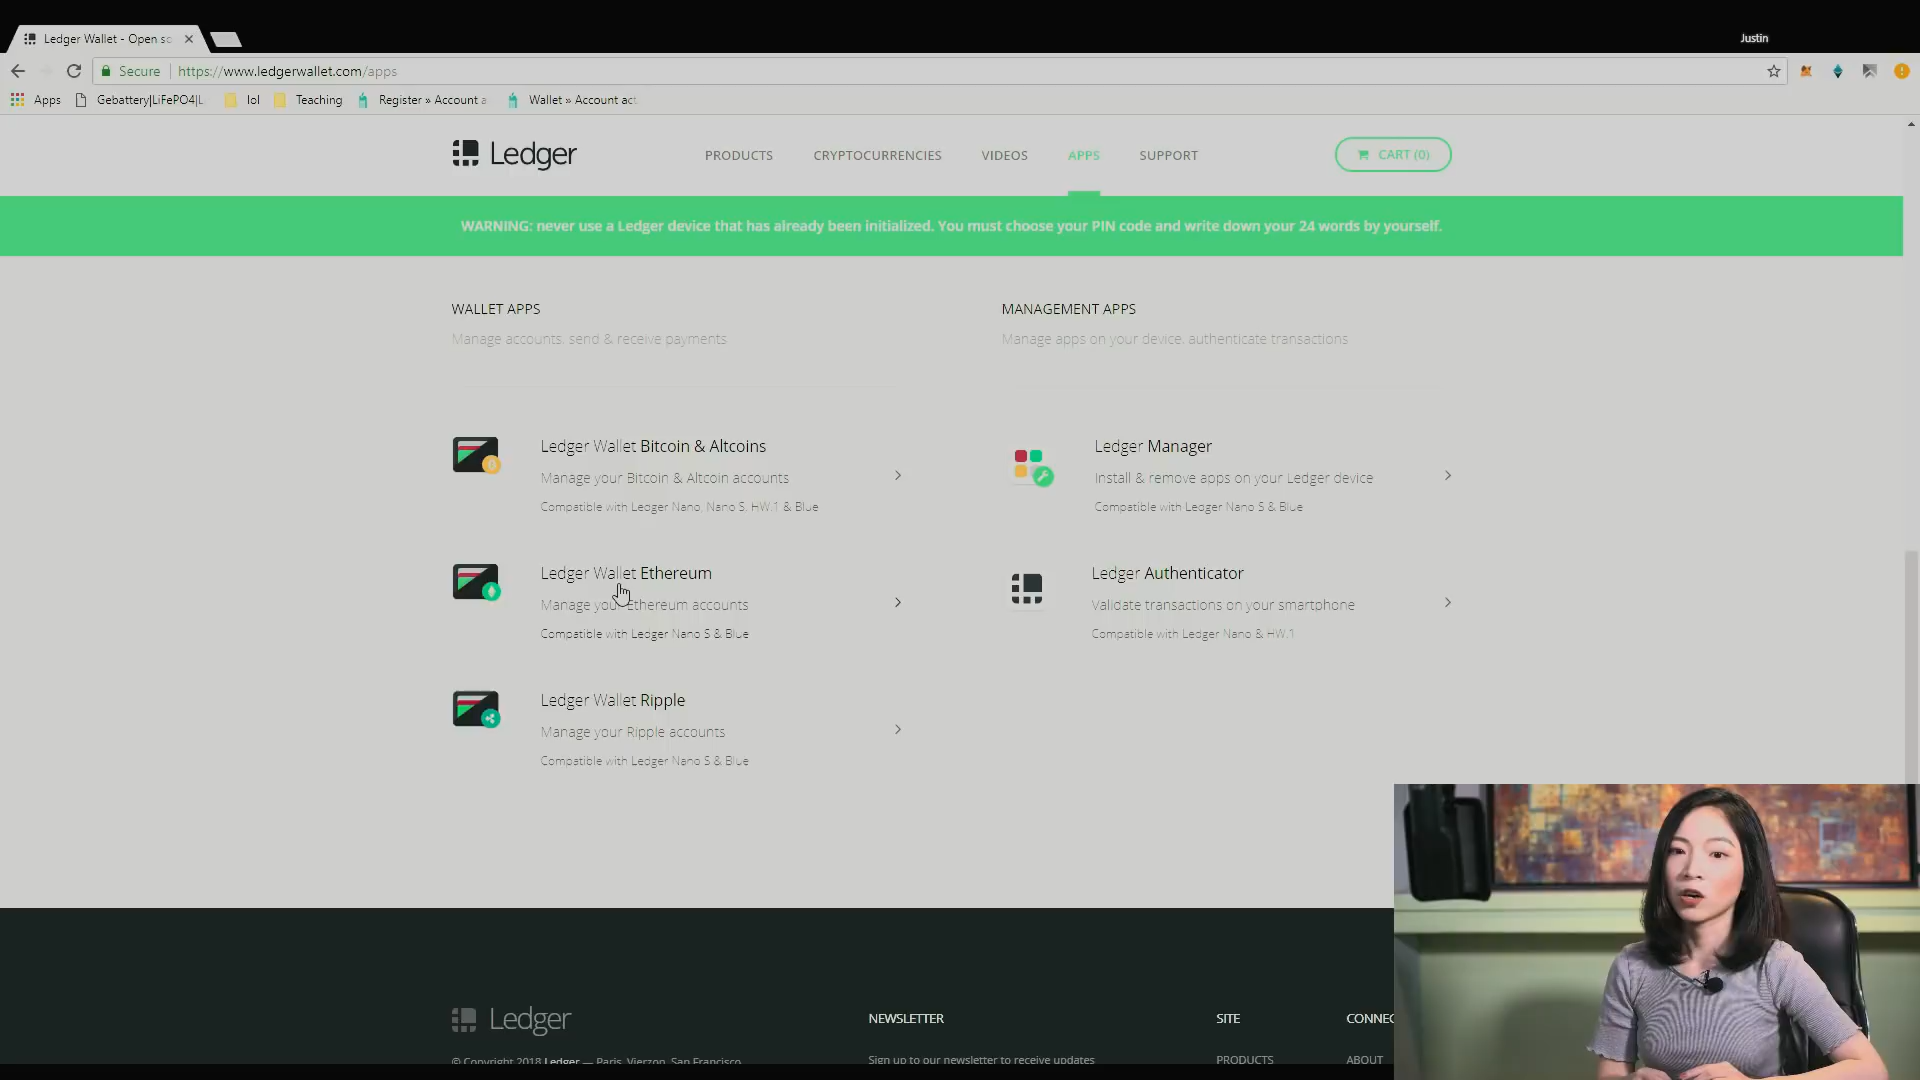 Ledger Wallet - Open sc
Justin
Secure
https://www.ledgerwallet.com/apps
Apps
Gebattery|LiFePO4|L
lol
Teaching
Register » Account a
Wallet » Account act
Ledger
PRODUCTS
CRYPTOCURRENCIES
VIDEOS
APPS
SUPPORT
CART (0)
WARNING: never use a Ledger device that has already been initialized. You must choose your PIN code and write down your 24 words by yourself.
WALLET APPS
Manage accounts, send & receive payments
Ledger Wallet Bitcoin & Altcoins
Manage your Bitcoin & Altcoin accounts
Compatible with Ledger Nano, Nano S, HW.1 & Blue
Ledger Wallet Ethereum
Manage your Ethereum accounts
Compatible with Ledger Nano S & Blue
Ledger Wallet Ripple
Manage your Ripple accounts
Compatible with Ledger Nano S & Blue
MANAGEMENT APPS
Manage apps on your device, authenticate transactions
Ledger Manager
Install & remove apps on your Ledger device
Compatible with Ledger Nano S & Blue
Ledger Authenticator
Validate transactions on your smartphone
Compatible with Ledger Nano & HW.1
Ledger
© Copyright 2018 Ledger — Paris, Vierzon, San Francisco
NEWSLETTER
Sign up to our newsletter to receive updates
SITE
PRODUCTS
CONNEC
ABOUT